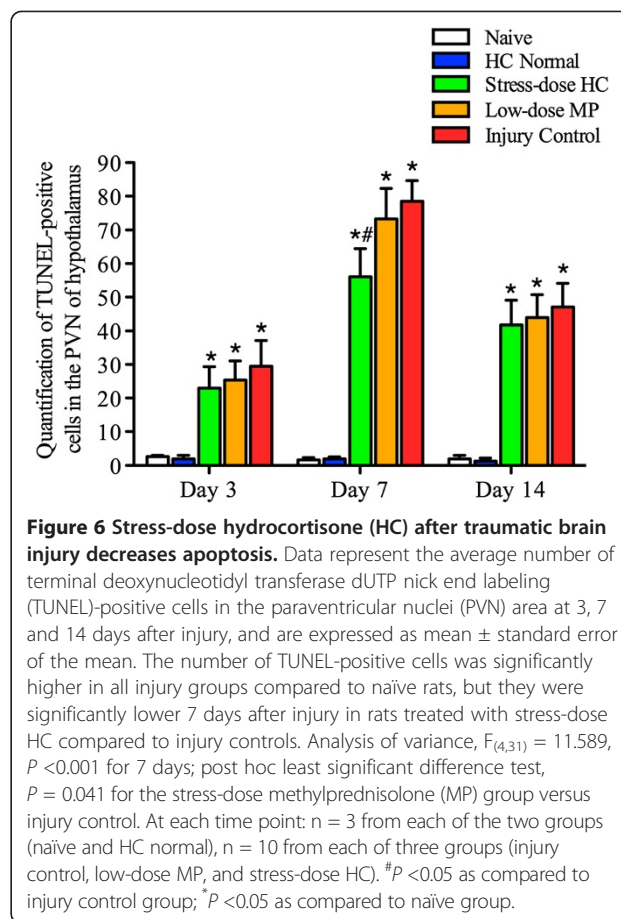 Naive
HC Normal
Stress-dose HC
Low-dose MP
Injury Control
Quantification of TUNEL-positive
cells in the PVN of hypothalamus
90
80
70
60
50
40
30
20
10
0
* * *
*# * *
* * *
Day 3 Day 7 Day 14
Figure 6 Stress-dose hydrocortisone (HC) after traumatic brain
injury decreases apoptosis. Data represent the average number of
terminal deoxynucleotidyl transferase dUTP nick end labeling
(TUNEL)-positive cells in the paraventricular nuclei (PVN) area at 3, 7
and 14 days after injury, and are expressed as mean ± standard error
of the mean. The number of TUNEL-positive cells was significantly
higher in all injury groups compared to naïve rats, but they were
significantly lower 7 days after injury in rats treated with stress-dose
HC compared to injury controls. Analysis of variance, F(4,31) = 11.589,
P <0.001 for 7 days; post hoc least significant difference test,
P = 0.041 for the stress-dose methylprednisolone (MP) group versus
injury control. At each time point: n = 3 from each of the two groups
(naïve and HC normal), n = 10 from each of three groups (injury
control, low-dose MP, and stress-dose HC). #P <0.05 as compared to
injury control group; *P <0.05 as compared to naïve group.